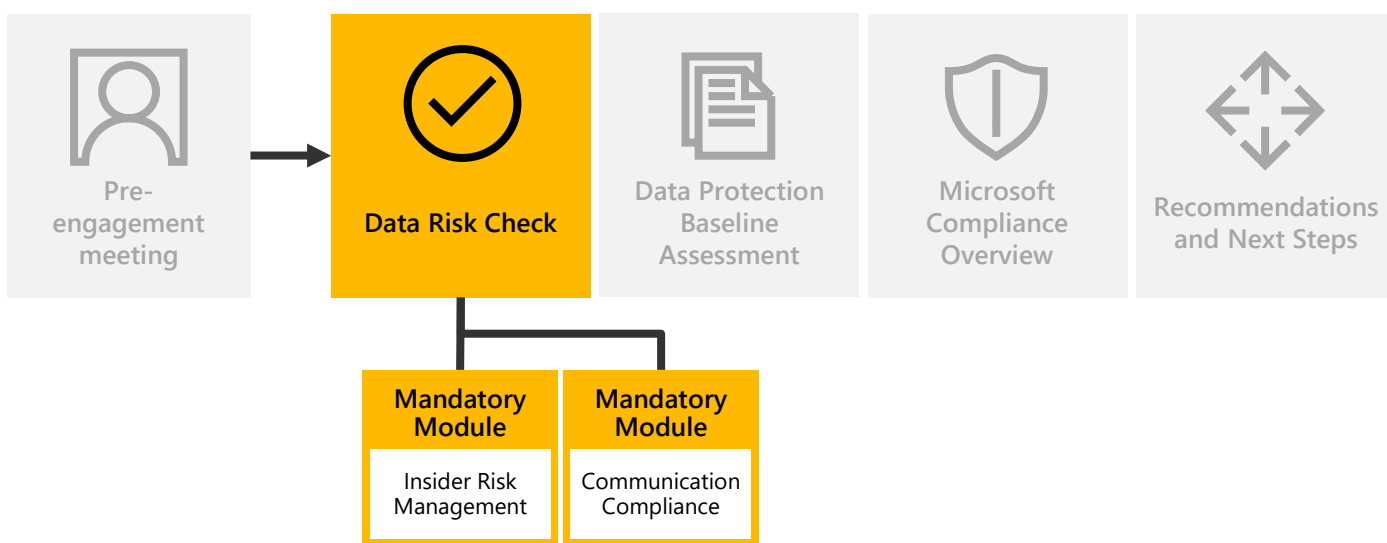 Pre-
engagement
meeting
Data Risk Check
Data Protection
Baseline
Assessment
Microsoft
Compliance
Overview
Recommendations
and Next Steps
Mandatory
Module
Insider Risk
Management
Mandatory
Module
Communication
Compliance